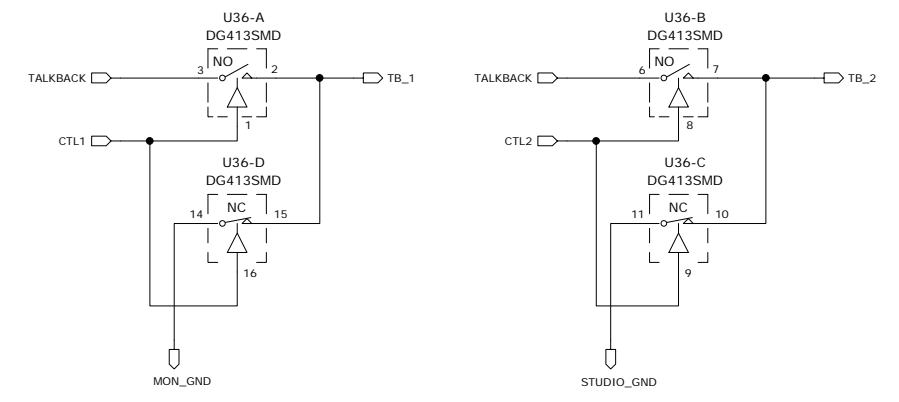 U36-A
DG413SMD
NO
3
2
TALKBACK
TB_1
1
CTL1
U36-D
DG413SMD
NC
14
15
16
MON_GND
U36-B
DG413SMD
NO
6
7
TALKBACK
TB_2
8
CTL2
U36-C
DG413SMD
NC
11
10
9
STUDIO_GND